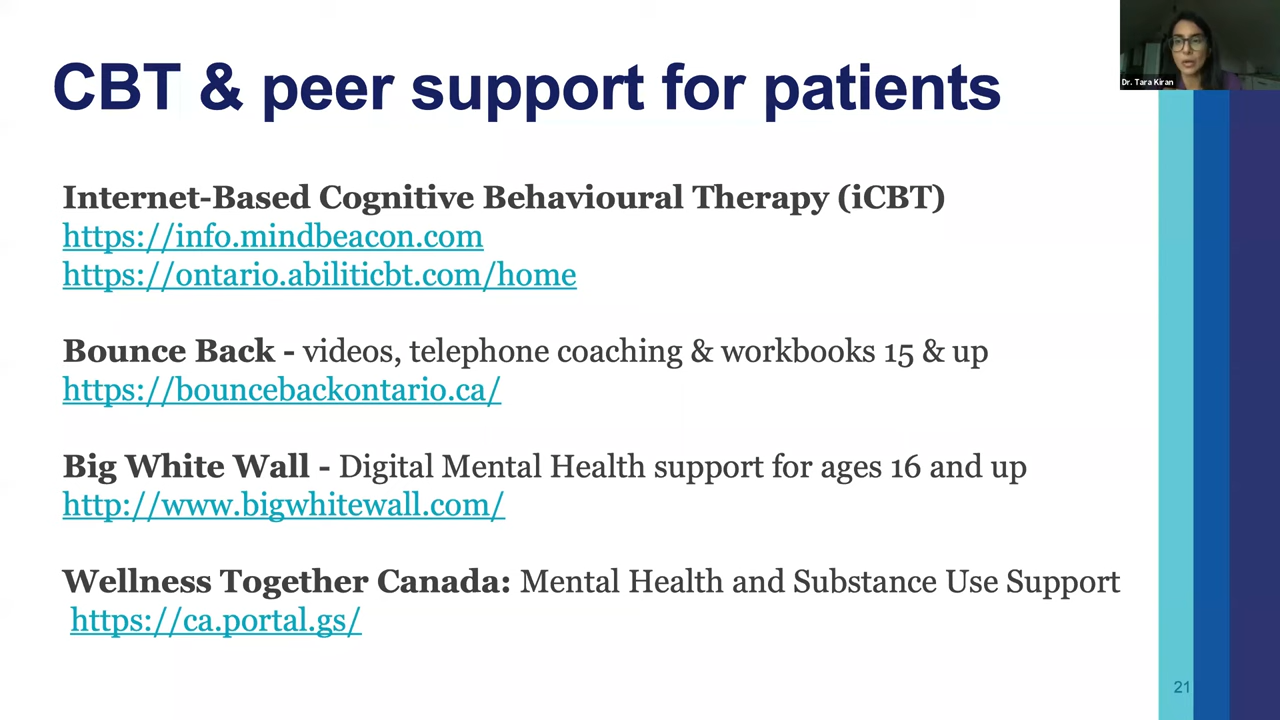 CBT & peer support for patients
Dr. Tara Kiran
Internet-Based Cognitive Behavioural Therapy (iCBT)
https://info.mindbeacon.com
https://ontario.abiliticbt.com/home
Bounce Back - videos, telephone coaching & workbooks 15 & up
https://bouncebackontario.ca/
Big White Wall - Digital Mental Health support for ages 16 and up
http://www.bigwhitewall.com/
Wellness Together Canada: Mental Health and Substance Use Support
https://ca.portal.gs/
21